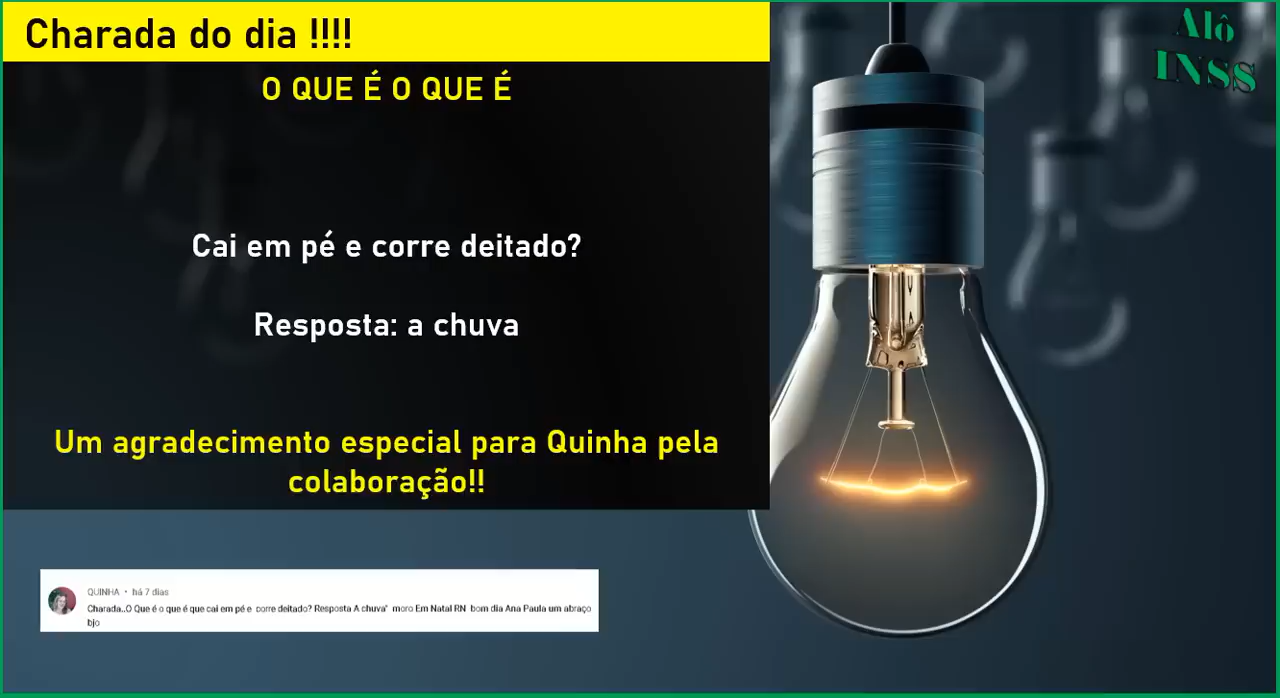 Charada do dia !!!!
Alô
INSS
O QUE É O QUE É
Cai em pé e corre deitado?
Resposta: a chuva
Um agradecimento especial para Quinha pela
colaboração!!
QUINHA • há 7 dias
Charada..O Que é o que é que cai em pé e corre deitado? Resposta A chuva" moro Em Natal RN bom dia Ana Paula um abraço
bjo